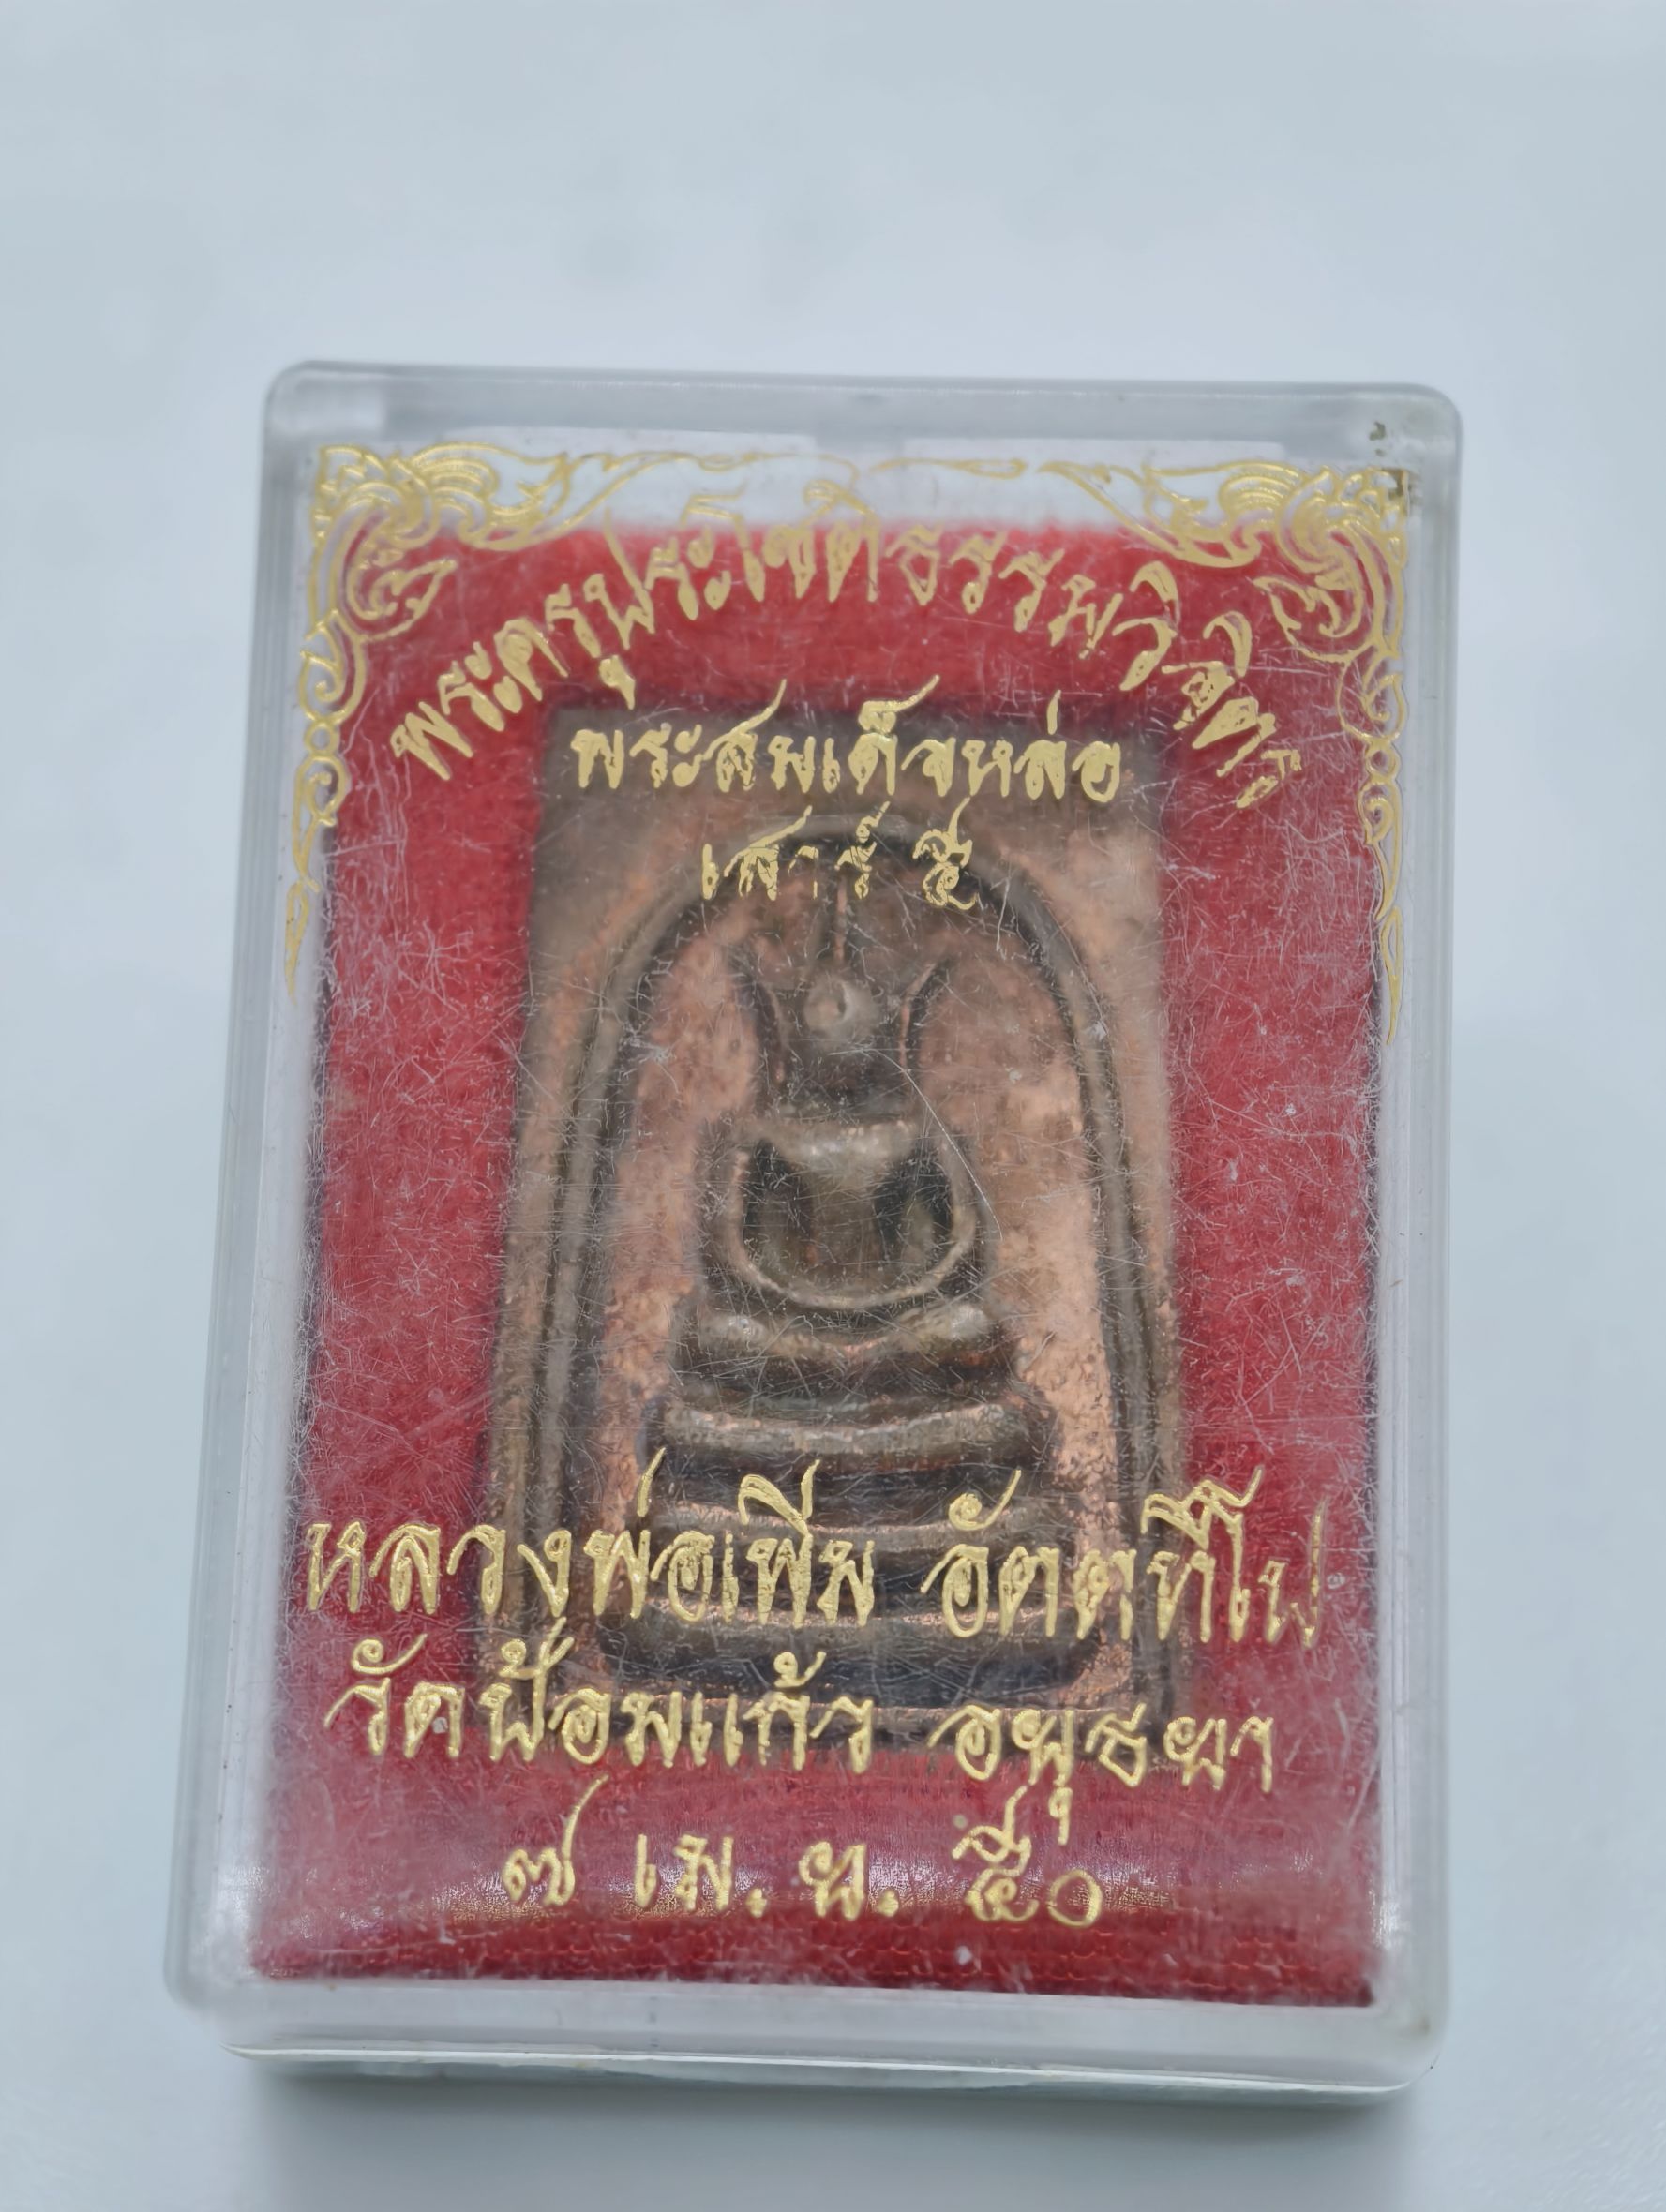 พระครูประโชติธรรมวิจิตร
พระสมเด็จหล่อ
เสาร์ ๕
หลวงพ่อเพิ่ม อัตตทีโป
วัดป้อมแก้ว อยุธยา
๗ เม.ย. ๕๐